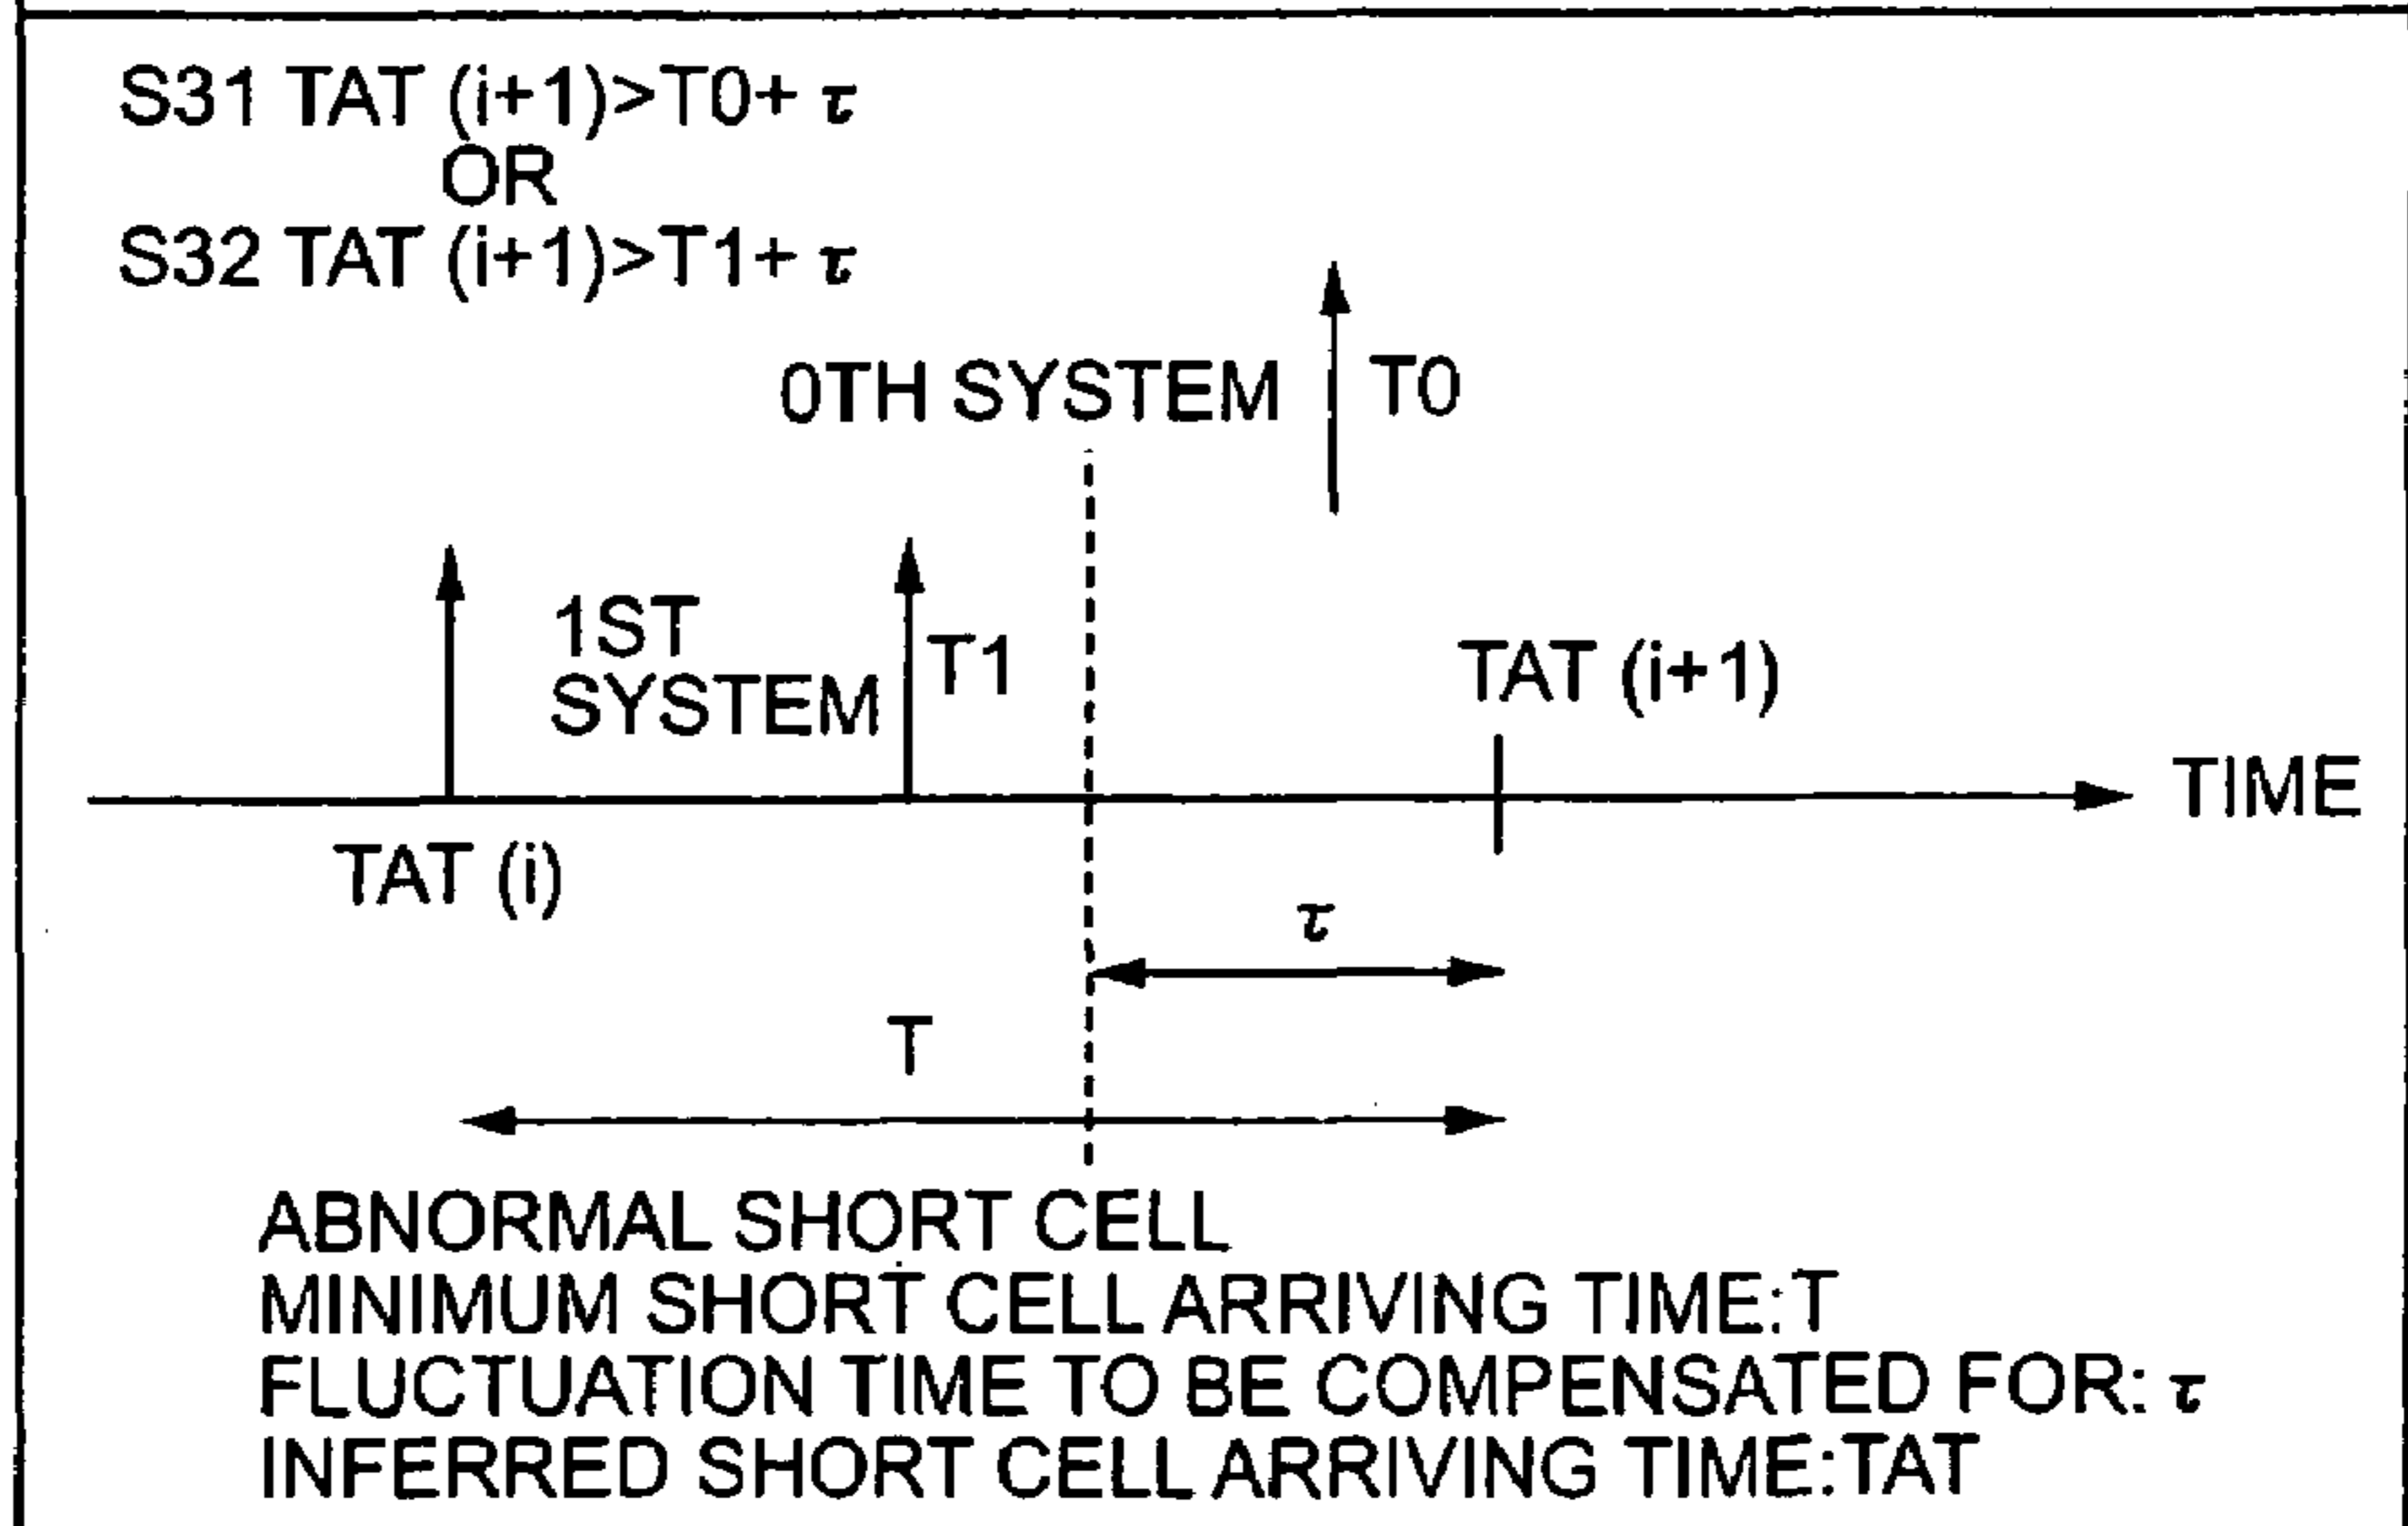 S31 TAT (i+1)>T0+ τ
OR
S32 TAT (i+1)>T1+ τ
0TH SYSTEM
T0
1ST
SYSTEM
T1
TAT (i+1)
TIME
TAT (i)
τ
T
ABNORMAL SHORT CELL
MINIMUM SHORT CELL ARRIVING TIME:T
FLUCTUATION TIME TO BE COMPENSATED FOR: τ
INFERRED SHORT CELL ARRIVING TIME:TAT